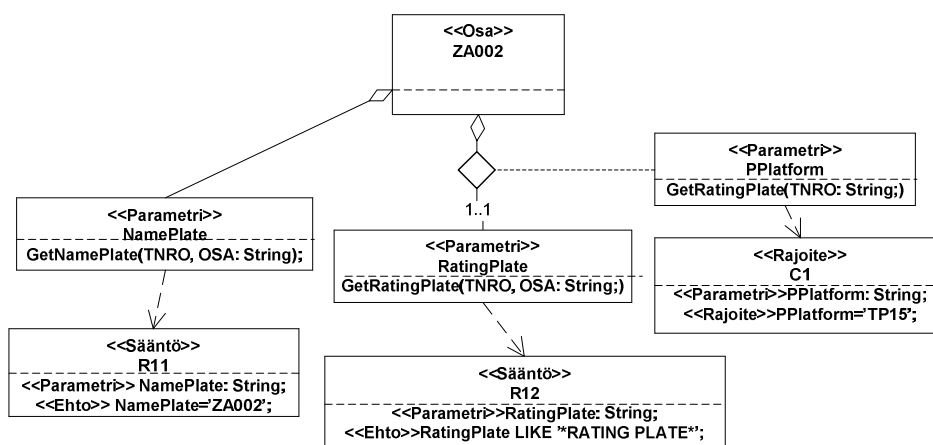 <<Osa>>
ZA002
<<Parametri>>
PPlatform
GetRatingPlate(TNRO: String;)
1..1
<<Parametri>>
NamePlate
GetNamePlate(TNRO, OSA: String);
<<Parametri>>
RatingPlate
GetRatingPlate(TNRO, OSA: String;)
<<Rajoite>>
C1
<<Parametri>>PPlatform: String;
<<Rajoite>>PPlatform='TP15';
<<Sääntö>>
R11
<<Parametri>> NamePlate: String;
<<Ehto>> NamePlate='ZA002';
<<Sääntö>>
R12
<<Parametri>>RatingPlate: String;
<<Ehto>>RatingPlate LIKE '*RATING PLATE*';